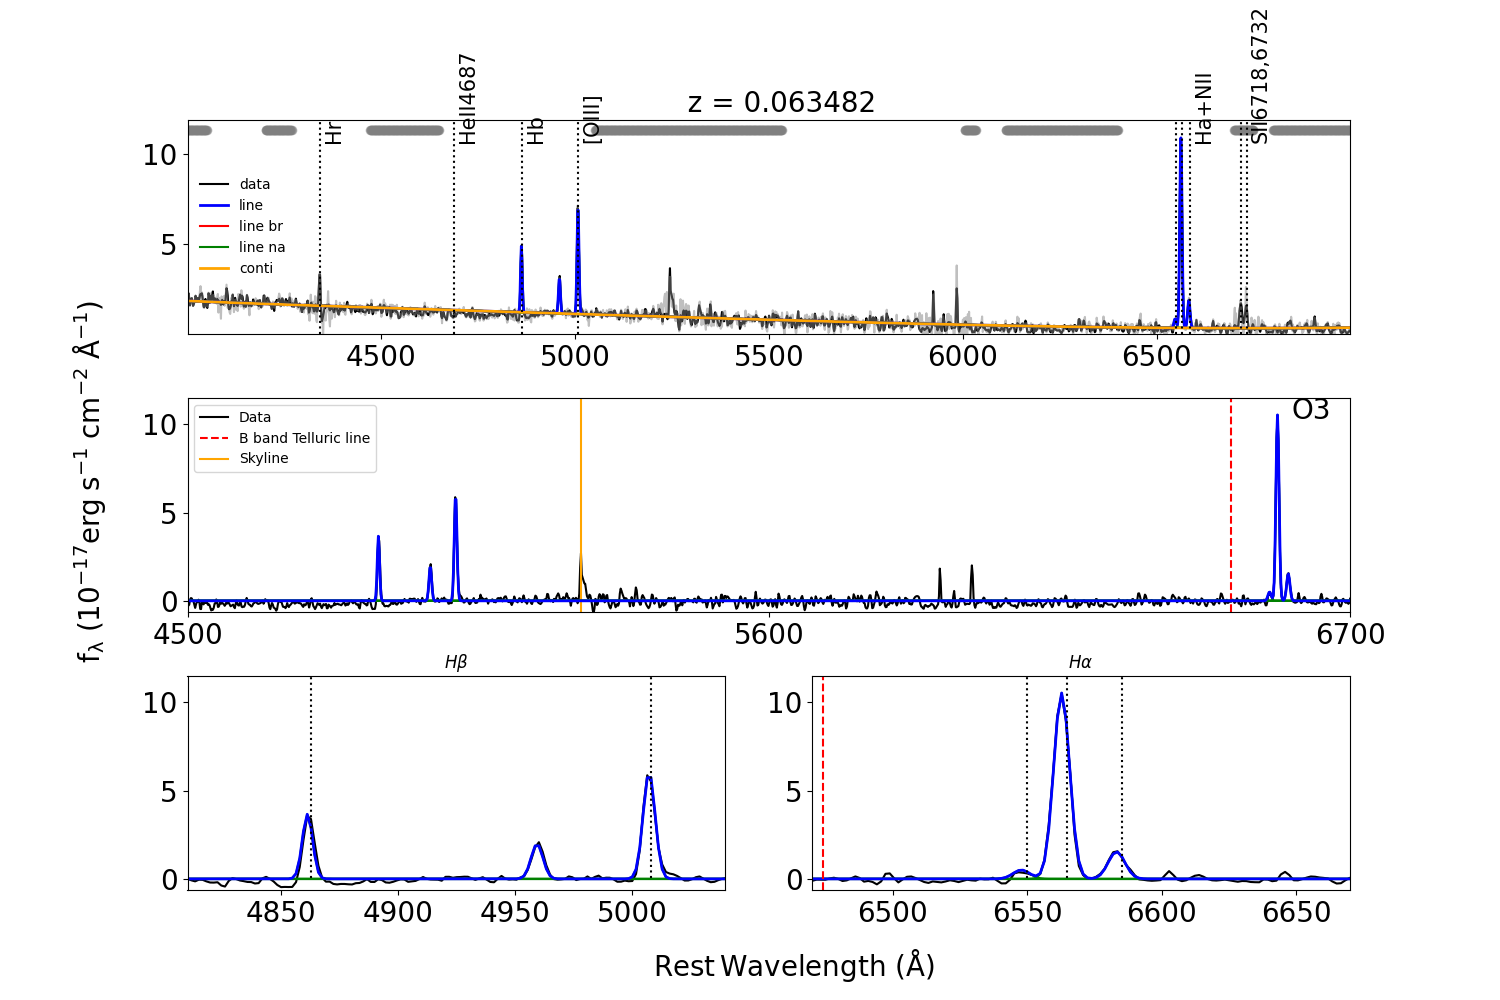 z = 0.063482
Hr
HeII4687
Hb
[OIII]
Ha+NII
SII6718,6732
10
5
data
line
line br
line na
conti
4500 5000 5500 6000 6500
fλ (10−17erg s−1 cm−2 Å−1)
10
5
0
Data
B band Telluric line
Skyline
O3
4500 5600 6700
Hβ
10
5
0
4850 4900 4950 5000
Hα
10
5
0
6500 6550 6600 6650
Rest Wavelength (Å)